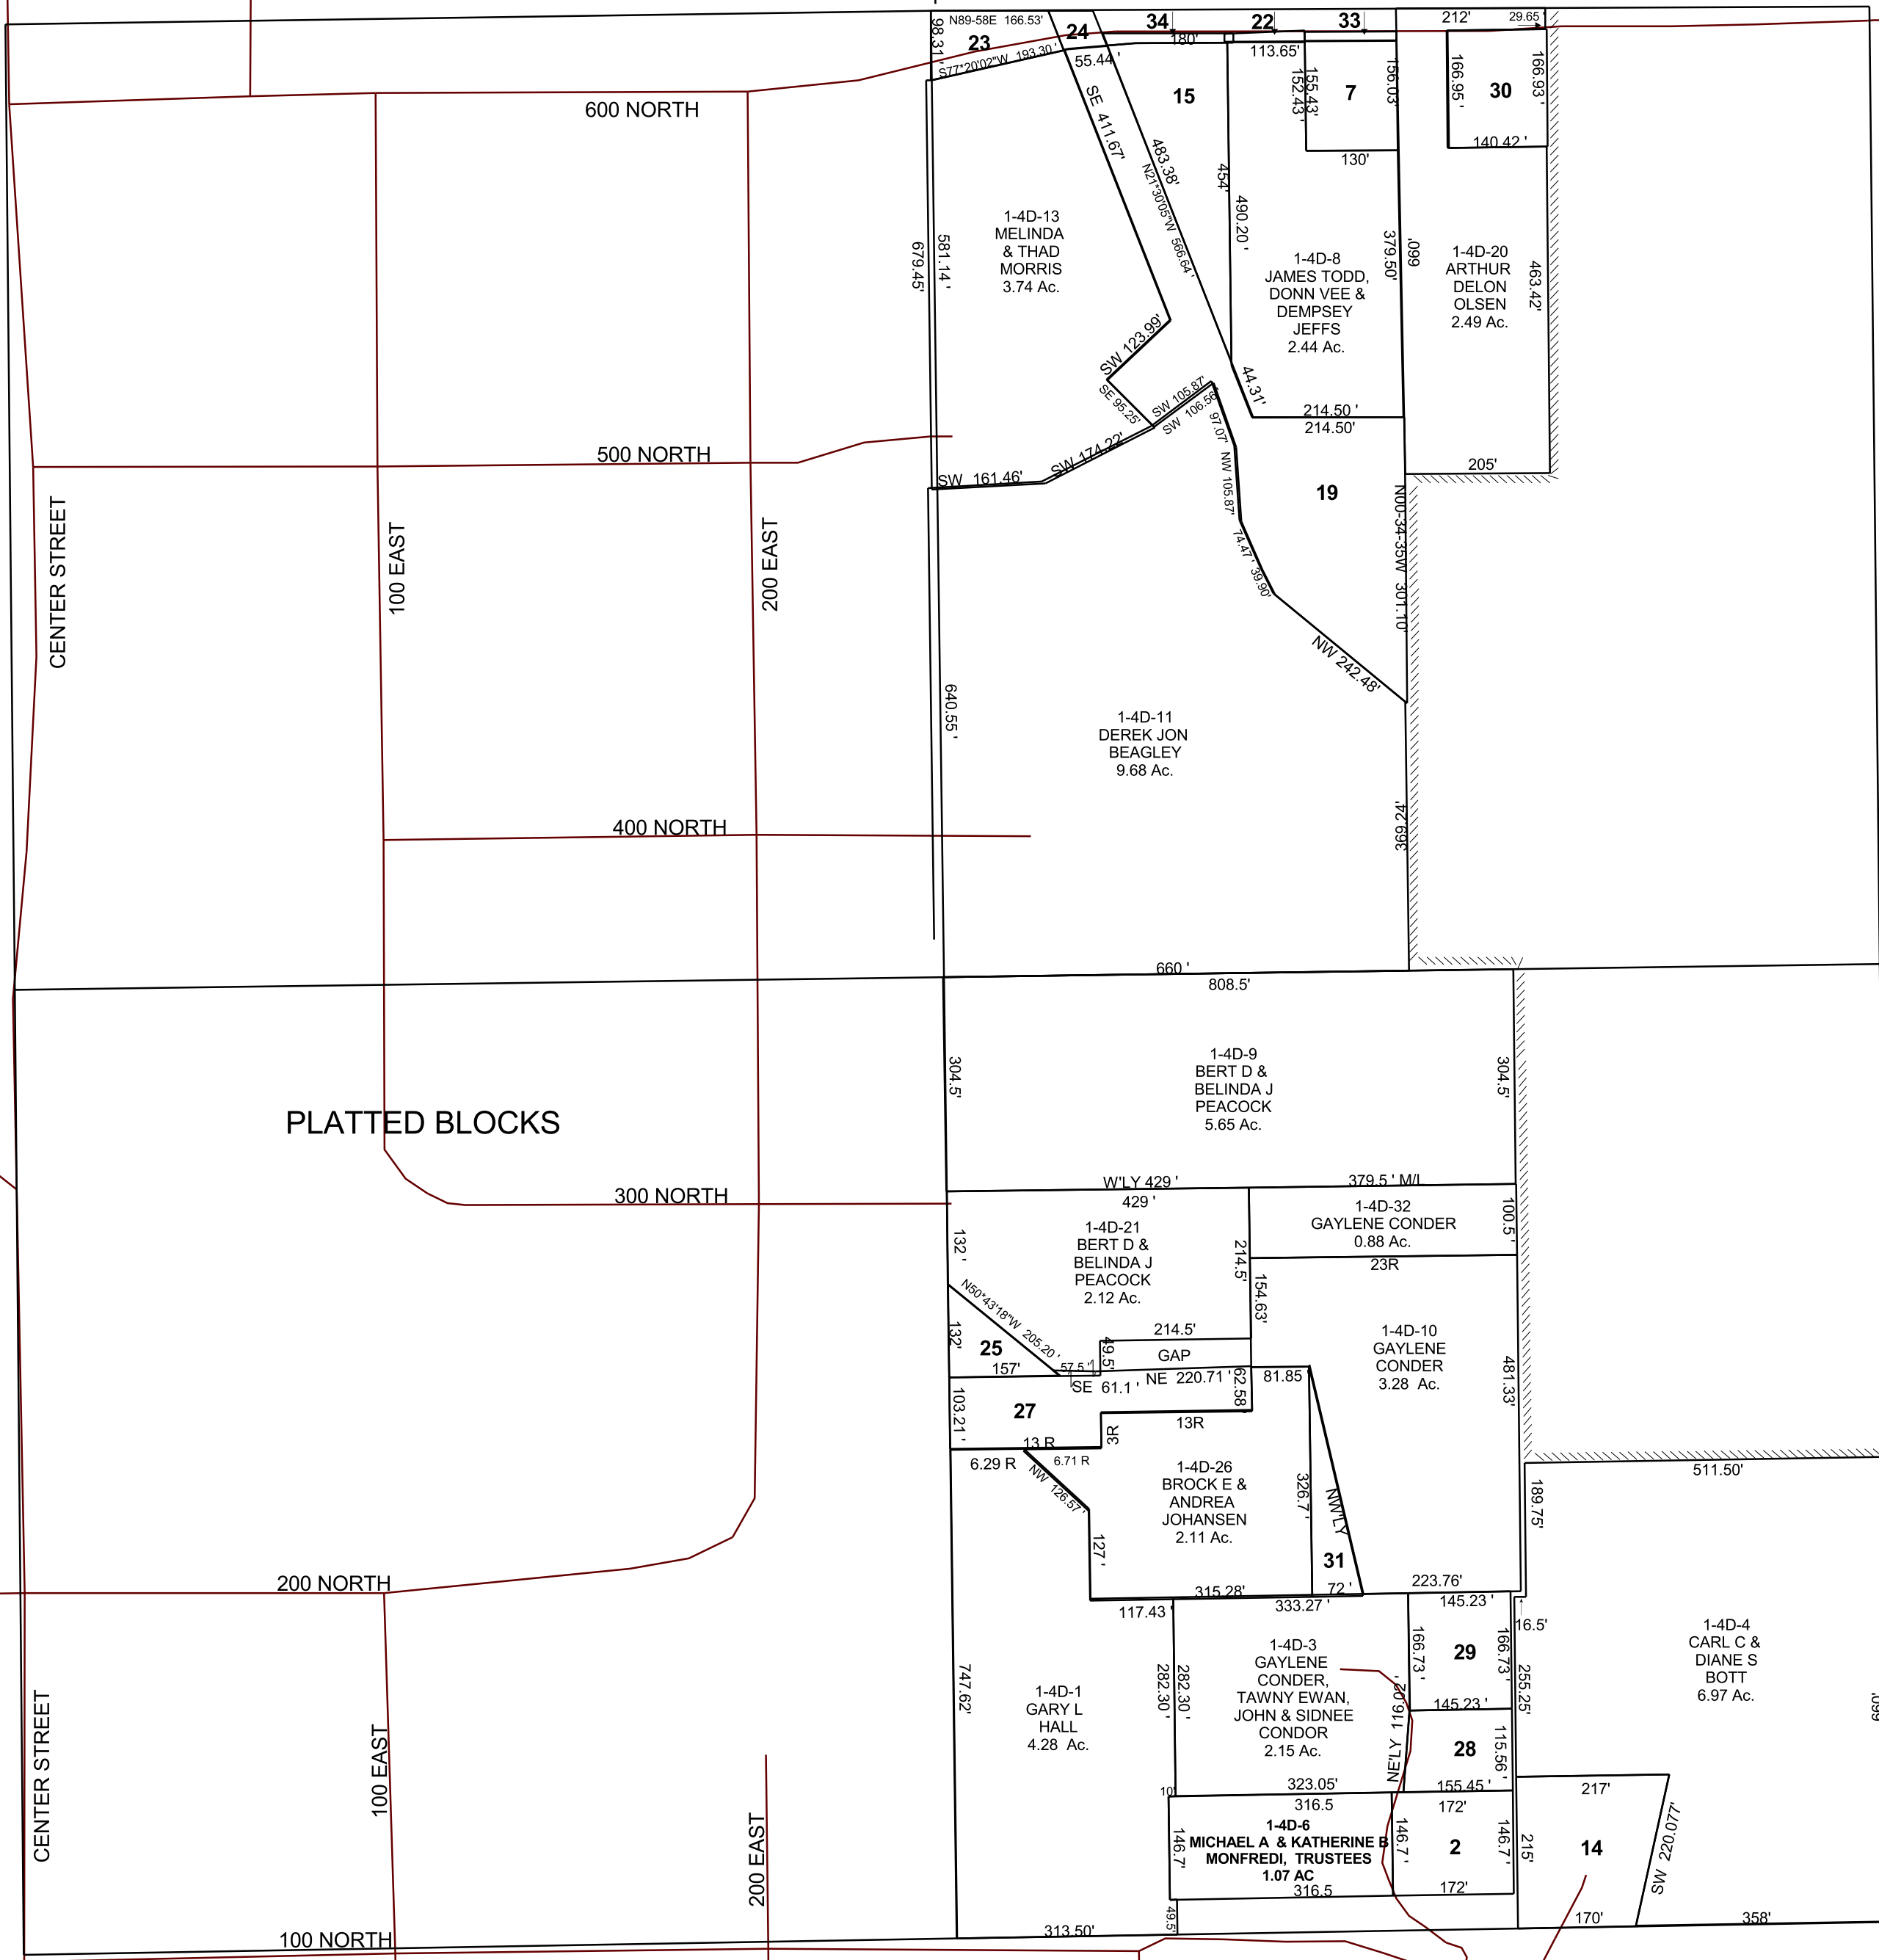 N89-58E 166.53'
34
22
33
212'
29.65 '
98.31 '
23
24
180'
113.65'
S77*20'02"W 193.30 '
55.44 '
600 NORTH
SE 411.67'
15
152.43 '
155.43'
7
156.03'
166.95 '
30
166.93 '
140.42 '
130'
483.38'
N21*30'05"W 566.64 '
454'
490.20 '
679.45'
581.14 '
1-4D-13
MELINDA
& THAD
MORRIS
3.74 Ac.
1-4D-8
JAMES TODD,
DONN VEE &
DEMPSEY
JEFFS
2.44 Ac.
379.50'
660'
1-4D-20
ARTHUR
DELON
OLSEN
2.49 Ac.
463.42'
SW 123.99'
SE 95.25'
SW 105.87'
SW 106.56'
44.31'
214.50 '
214.50'
97.07'
500 NORTH
SW 161.46'
SW 174.22'
NW 105.87'
205'
19
N00-34-35W 301.10'
CENTER STREET
100 EAST
200 EAST
74.47 '
39.90'
NW 242.48'
640.55 '
1-4D-11
DEREK JON
BEAGLEY
9.68 Ac.
369.24'
400 NORTH
660 '
808.5'
304.5'
1-4D-9
BERT D &
BELINDA J
PEACOCK
5.65 Ac.
304.5'
PLATTED BLOCKS
300 NORTH
W'LY 429 '
379.5 ' M/L
429 '
132 '
1-4D-21
BERT D &
BELINDA J
PEACOCK
2.12 Ac.
214.5'
1-4D-32
GAYLENE CONDER
0.88 Ac.
100.5 '
23R
154.63'
N50*43'18"W 205.20 '
132'
25
157'
57.5 '
49.5'
214.5'
GAP
SE 61.1 '
NE 220.71 '
62.58 '
81.85 '
1-4D-10
GAYLENE
CONDER
3.28 Ac.
481.33'
103.21 '
27
13 R
3R
13R
6.29 R
6.71 R
NW 126.57'
1-4D-26
BROCK E &
ANDREA
JOHANSEN
2.11 Ac.
326.7 '
NW'LY
31
127 '
511.50'
189.75'
200 NORTH
315.28'
72 '
223.76'
117.43 '
333.27 '
145.23 '
16.5'
747.62'
1-4D-1
GARY L
HALL
4.28 Ac.
282.30 '
282.30 '
1-4D-3
GAYLENE
CONDER,
TAWNY EWAN,
JOHN & SIDNEE
CONDOR
2.15 Ac.
166.73 '
29
166.73 '
145.23 '
255.25'
1-4D-4
CARL C &
DIANE S
BOTT
6.97 Ac.
660'
NE'LY 116.02 '
28
115.56 '
155.45 '
10'
323.05'
316.5
172'
217'
CENTER STREET
100 EAST
200 EAST
146.7'
1-4D-6
MICHAEL A & KATHERINE B
MONFREDI, TRUSTEES
1.07 AC
316.5
146.7 '
2
146.7 '
172'
215'
14
SW 220.077'
49.5'
313.50'
170'
358'
100 NORTH